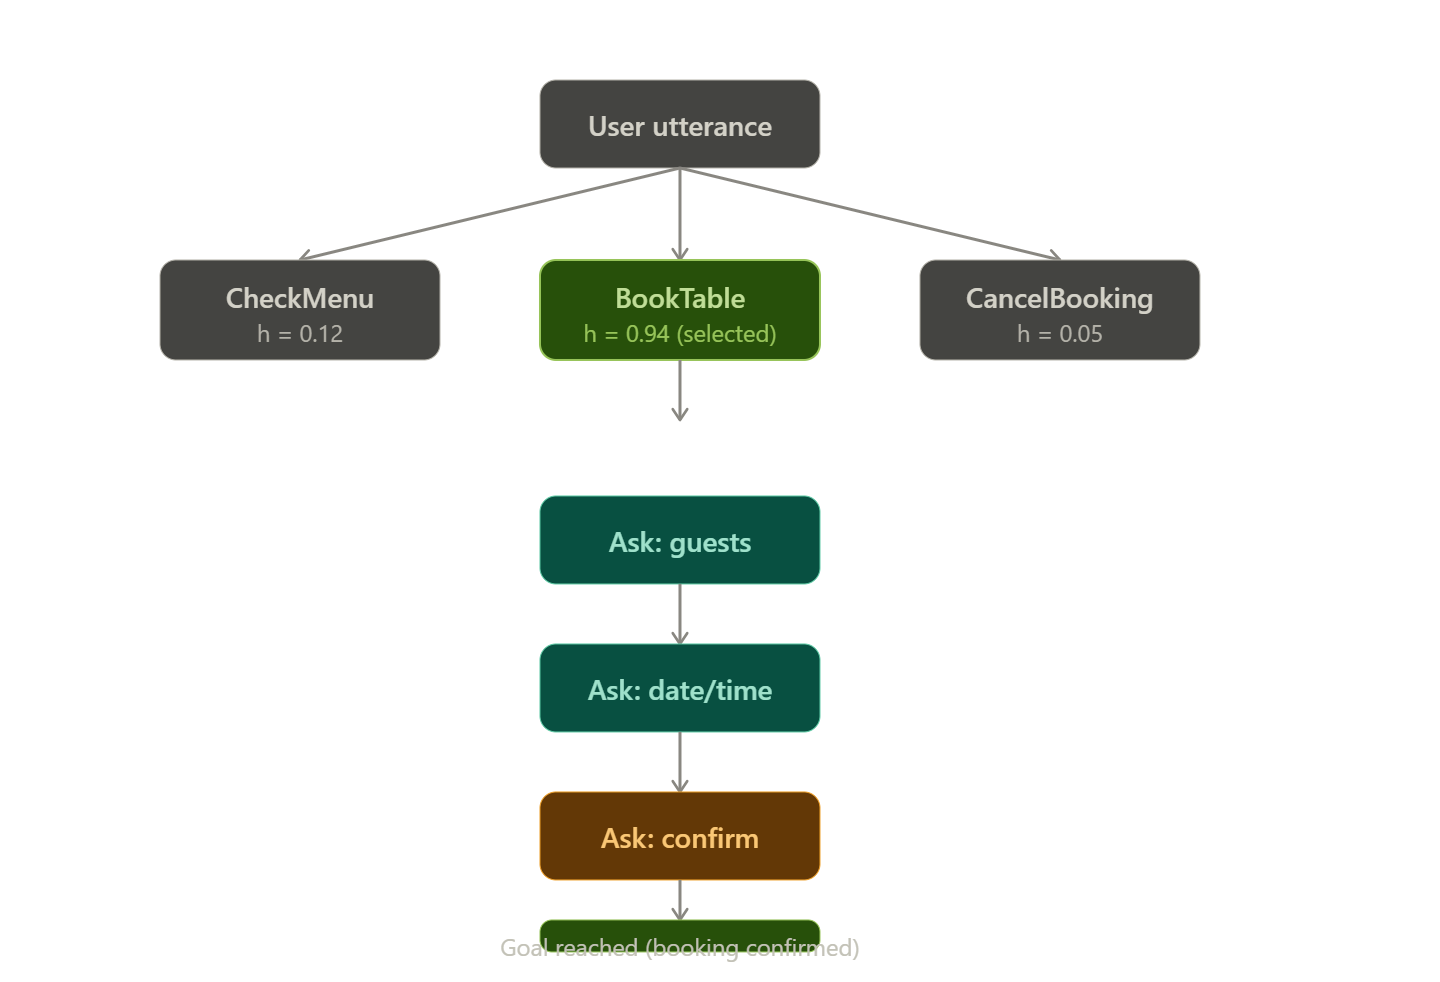 User utterance
CheckMenu
h = 0.12
BookTable
h = 0.94 (selected)
CancelBooking
h = 0.05
Ask: guests
Ask: date/time
Ask: confirm
Goal reached (booking confirmed)